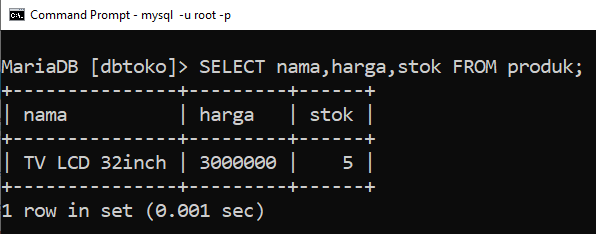 Command Prompt - mysql  -u root -p
MariaDB [dbtoko]> SELECT nama,harga,stok FROM produk;
+---------------+---------+------+
| nama          | harga   | stok |
+---------------+---------+------+
| TV LCD 32inch | 3000000 |    5 |
+---------------+---------+------+
1 row in set (0.001 sec)